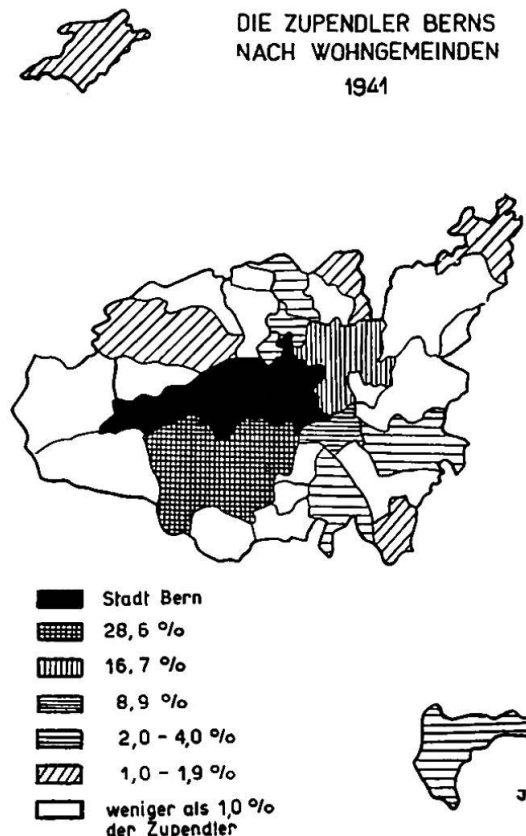 DIE ZUPENDLER BERNS
NACH WOHNGEMEINDEN
1941
Stadt Bern
28,6 %
16,7 %
8,9 %
2,0 - 4,0 %
1,0 - 1,9 %
weniger als 1,0 %
der Zupendler